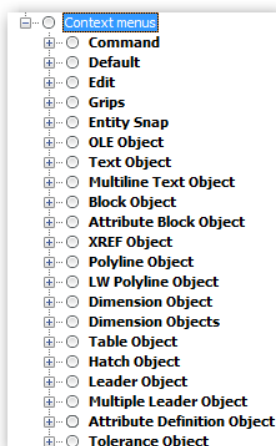 Context menus
Command
Default
Edit
Grips
Entity Snap
OLE Object
Text Object
Multiline Text Object
Block Object
Attribute Block Object
XREF Object
Polyline Object
LW Polyline Object
Dimension Object
Dimension Objects
Table Object
Hatch Object
Leader Object
Multiple Leader Object
Attribute Definition Object
Tolerance Object